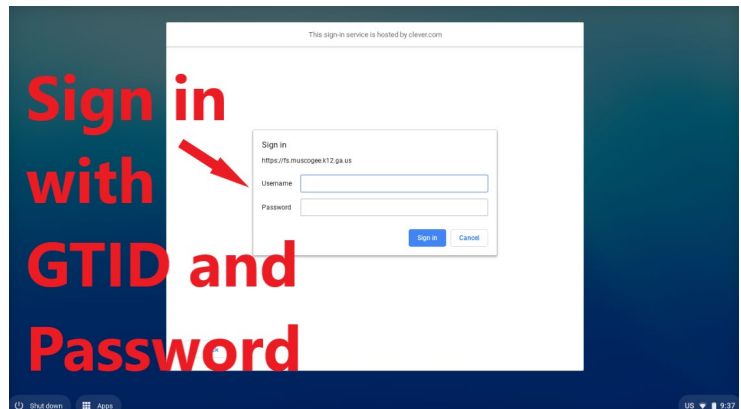 This sign-in service is hosted by clever.com
Sign in
with
GTID and
Password
Sign in
https://fs.muscogee.k12.ga.us
Username
Password
Sign in Cancel
Shut down Apps US 9:37